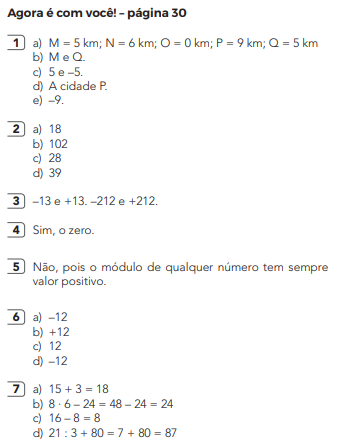 Agora é com você! – página 30
1 a) M = 5 km; N = 6 km; O = 0 km; P = 9 km; Q = 5 km
b) M e Q.
c) 5 e –5.
d) A cidade P.
e) –9.
2 a) 18
b) 102
c) 28
d) 39
3 –13 e +13. –212 e +212.
4 Sim, o zero.
5 Não, pois o módulo de qualquer número tem sempre
valor positivo.
6 a) –12
b) +12
c) 12
d) –12
7 a) 15 + 3 = 18
b) 8 · 6 – 24 = 48 – 24 = 24
c) 16 – 8 = 8
d) 21 : 3 + 80 = 7 + 80 = 87